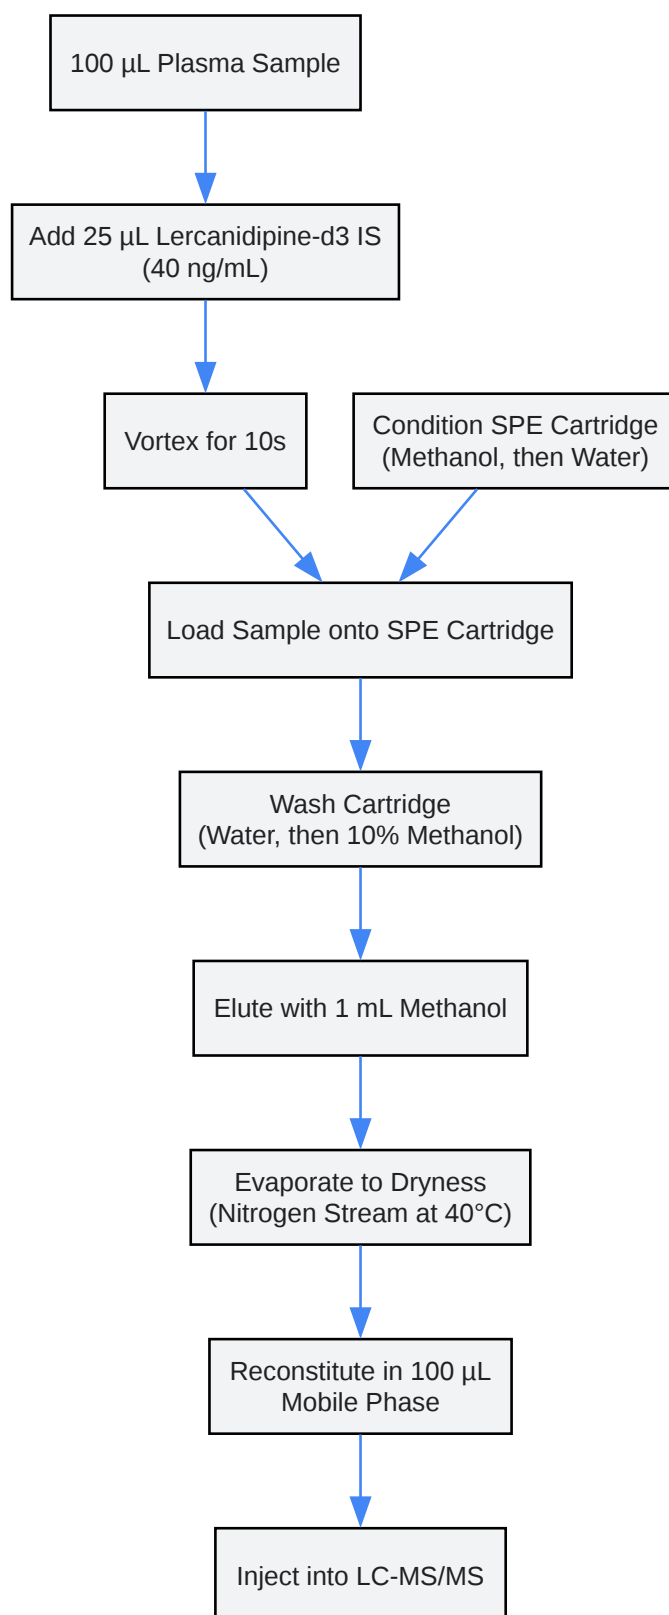 100 µL Plasma Sample
Add 25 µL Lercanidipine-d3 IS
(40 ng/mL)
Vortex for 10s
Condition SPE Cartridge
(Methanol, then Water)
Load Sample onto SPE Cartridge
Wash Cartridge
(Water, then 10% Methanol)
Elute with 1 mL Methanol
Evaporate to Dryness
(Nitrogen Stream at 40°C)
Reconstitute in 100 µL
Mobile Phase
Inject into LC-MS/MS